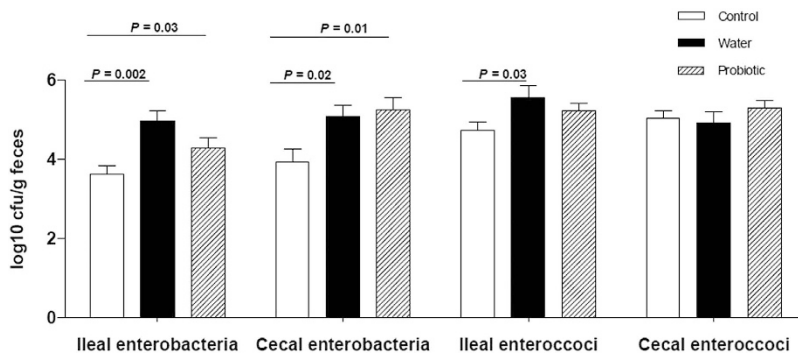 Control
Water
Probiotic
P = 0.03
P = 0.01
P = 0.002
P = 0.02
P = 0.03
6
4
2
0
log10 cfu/g feces
Ileal enterobacteria
Cecal enterobacteria
Ileal enteroccoci
Cecal enteroccoci